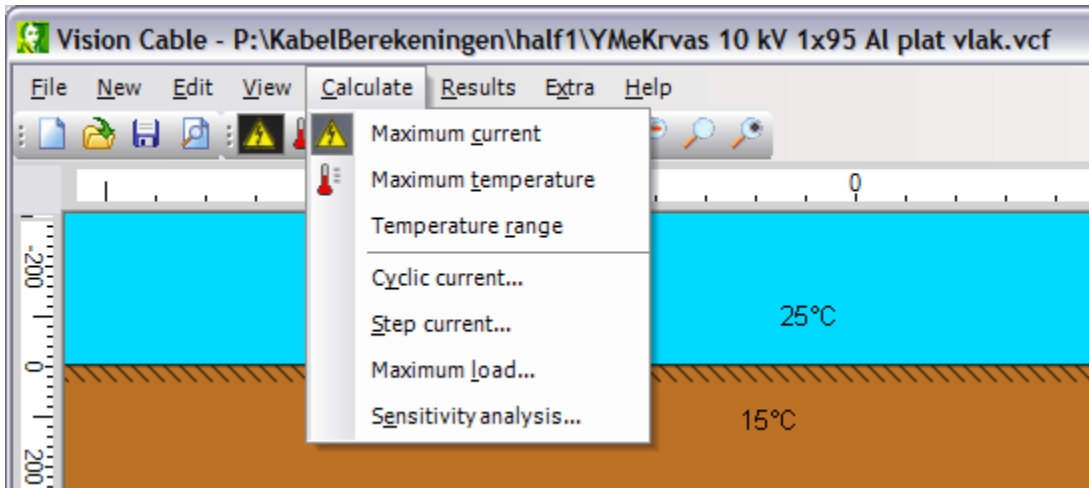 Vision Cable - P:\KabelBerekeningen\half1\YMeKrvas 10 kV 1x95 Al plat vlak.vcf
File New Edit View Calculate Results Extra Help
Maximum current
Maximum temperature
Temperature range
Cyclic current...
Step current...
Maximum load...
Sensitivity analysis...
0
-200
0
200
25°C
15°C